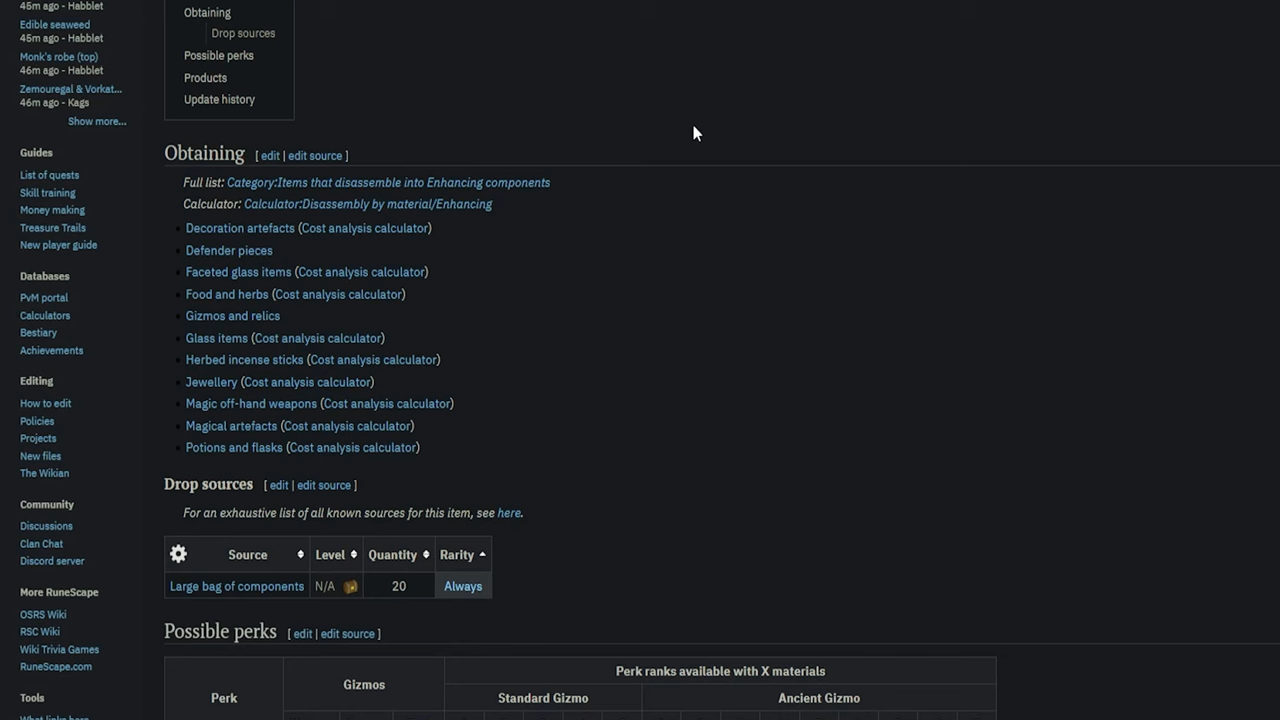 45m ago - Habblet
Edible seaweed
45m ago - Habblet
Monk's robe (top)
46m ago - Habblet
Zemouregal & Vorkat...
46m ago - Kags
Show more...
Guides
List of quests
Skill training
Money making
Treasure Trails
New player guide
Databases
PvM portal
Calculators
Bestiary
Achievements
Editing
How to edit
Policies
Projects
New files
The Wikian
Community
Discussions
Clan Chat
Discord server
More RuneScape
OSRS Wiki
RSC Wiki
Wiki Trivia Games
RuneScape.com
Tools
What links here
Obtaining
Drop sources
Possible perks
Products
Update history
Obtaining [ edit | edit source ]
Full list: Category:Items that disassemble into Enhancing components
Calculator: Calculator:Disassembly by material/Enhancing
Decoration artefacts (Cost analysis calculator)
Defender pieces
Faceted glass items (Cost analysis calculator)
Food and herbs (Cost analysis calculator)
Gizmos and relics
Glass items (Cost analysis calculator)
Herbed incense sticks (Cost analysis calculator)
Jewellery (Cost analysis calculator)
Magic off-hand weapons (Cost analysis calculator)
Magical artefacts (Cost analysis calculator)
Potions and flasks (Cost analysis calculator)
Drop sources [ edit | edit source ]
For an exhaustive list of all known sources for this item, see here.
Source Level Quantity Rarity
Large bag of components N/A 20 Always
Possible perks [ edit | edit source ]
Perk ranks available with X materials
Perk Gizmos Standard Gizmo Ancient Gizmo